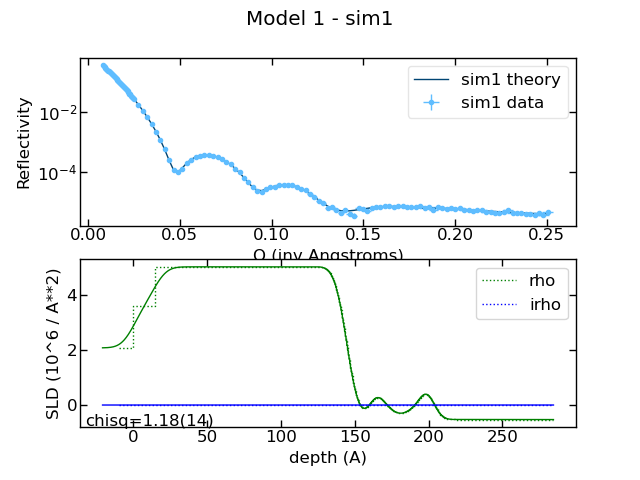 Model 1 - sim1
Reflectivity
10⁻²
10⁻⁴
sim1 theory
sim1 data
0.00 0.05 0.10 0.15 0.20 0.25
Q (inv Angstroms)
SLD (10^6 / A**2)
4
2
0
rho
irho
chisq=1.18(14)
0 50 100 150 200 250
depth (A)